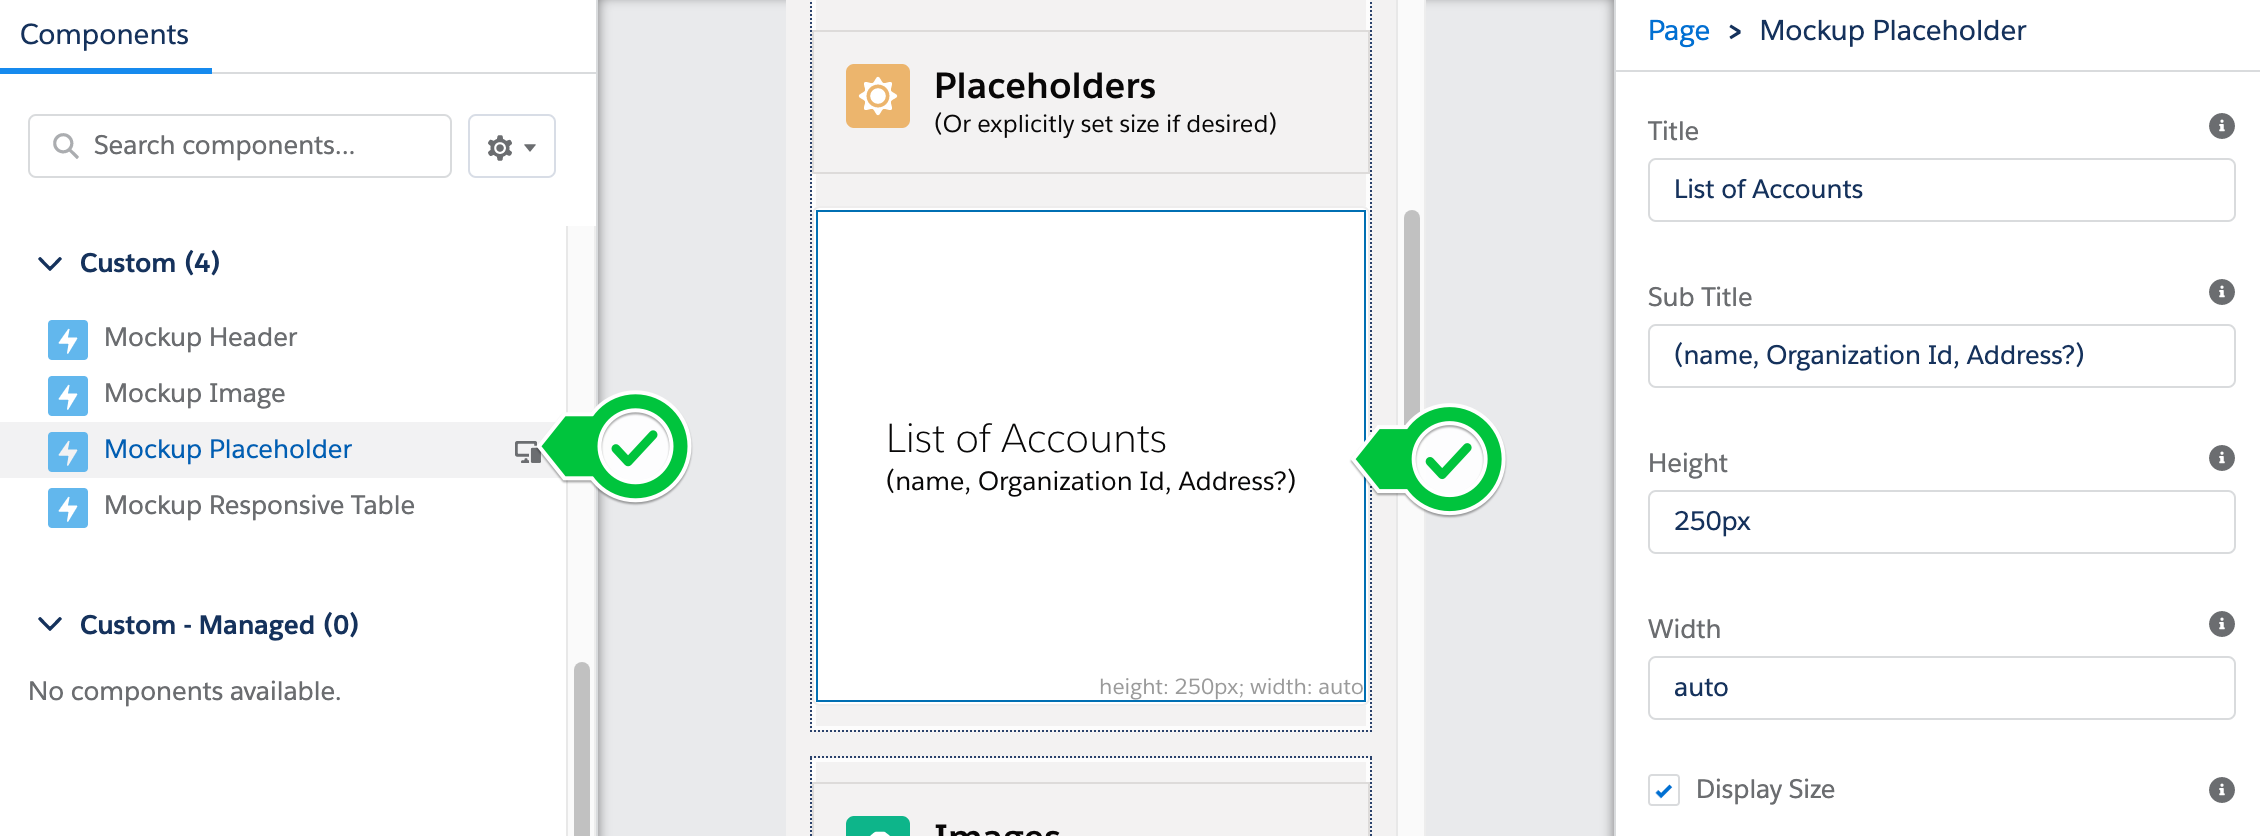 Components
Search components...
Custom (4)
Mockup Header
Mockup Image
Mockup Placeholder
Mockup Responsive Table
Custom - Managed (0)
No components available.
Placeholders
(Or explicitly set size if desired)
List of Accounts
(name, Organization Id, Address?)
height: 250px; width: auto
Images
Page > Mockup Placeholder
Title
List of Accounts
Sub Title
(name, Organization Id, Address?)
Height
250px
Width
auto
Display Size